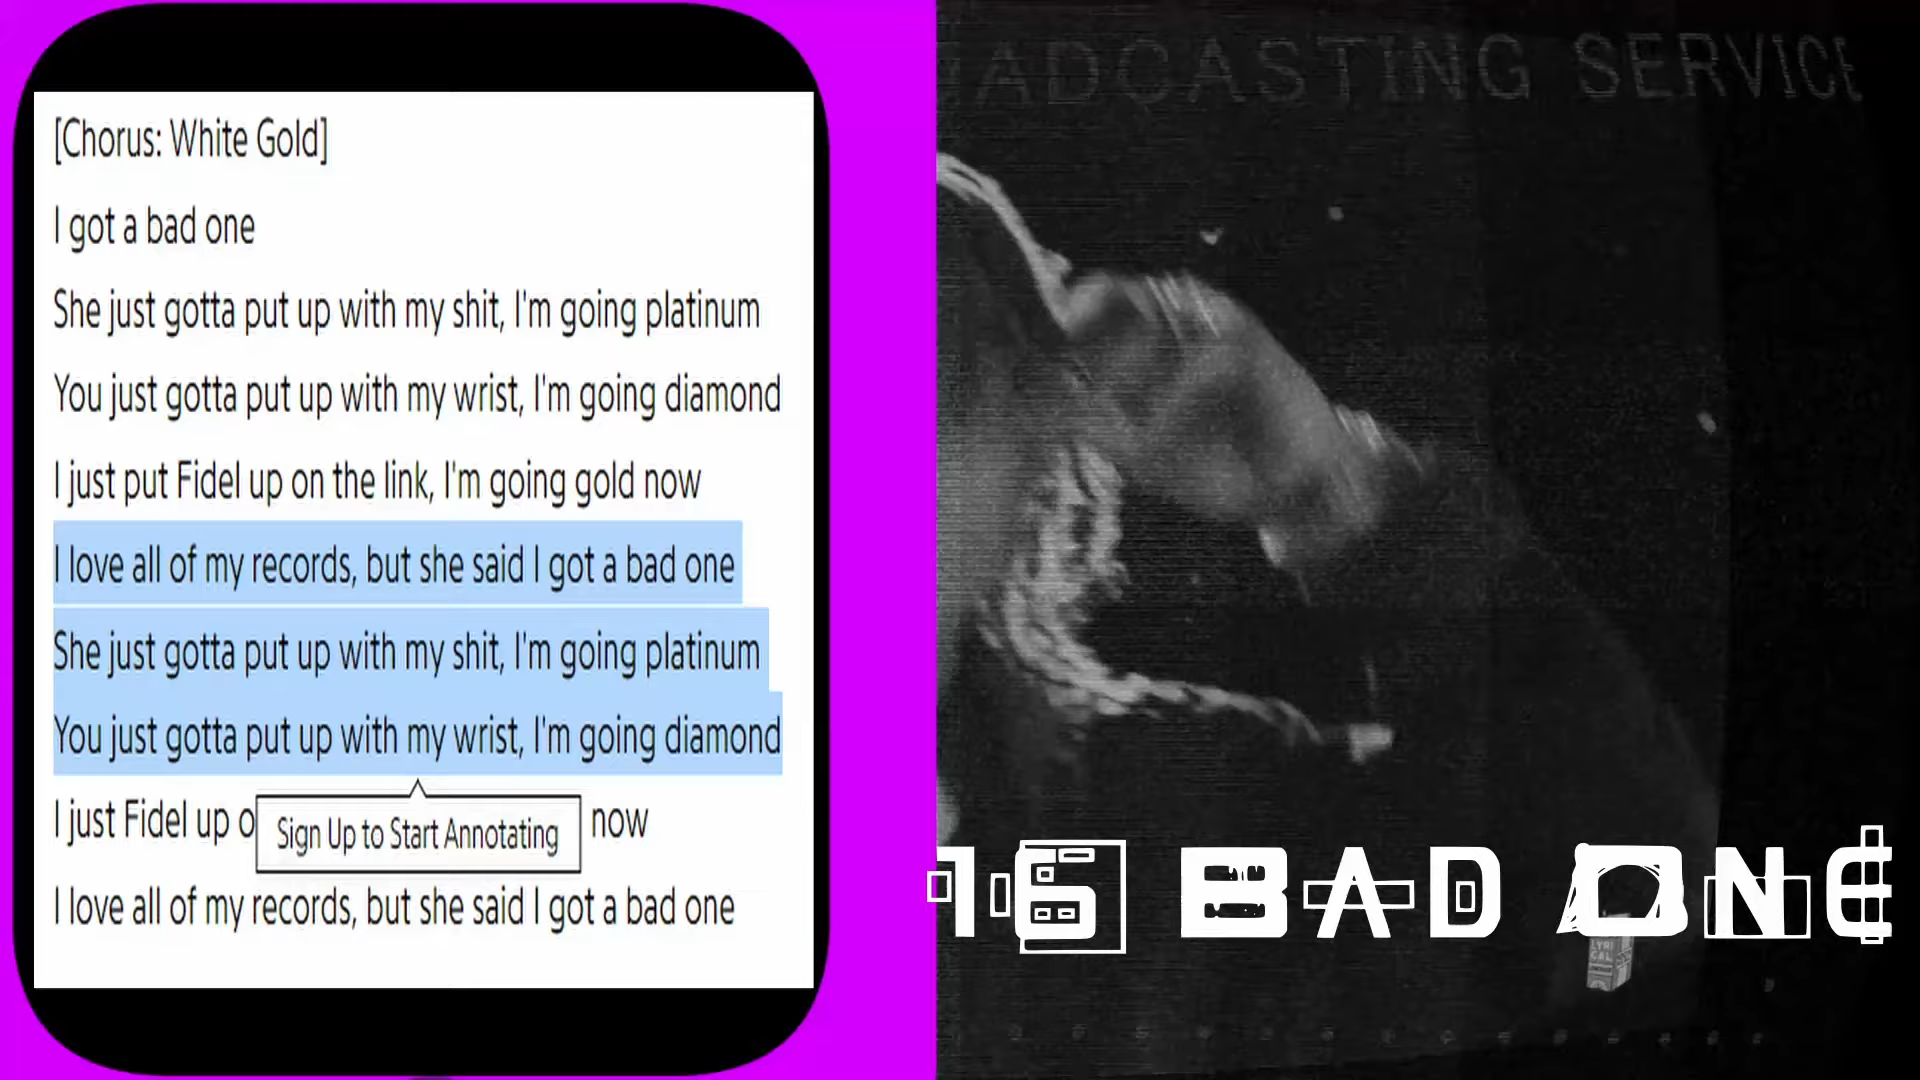 [Chorus: White Gold]
I got a bad one
She just gotta put up with my shit, I'm going platinum
You just gotta put up with my wrist, I'm going diamond
I just put Fidel up on the link, I'm going gold now
I love all of my records, but she said I got a bad one
She just gotta put up with my shit, I'm going platinum
You just gotta put up with my wrist, I'm going diamond
I just Fidel up o now
Sign Up to Start Annotating
I love all of my records, but she said I got a bad one
ADCASTING SERVICE
16 BAD ONE
LYRI
CAL